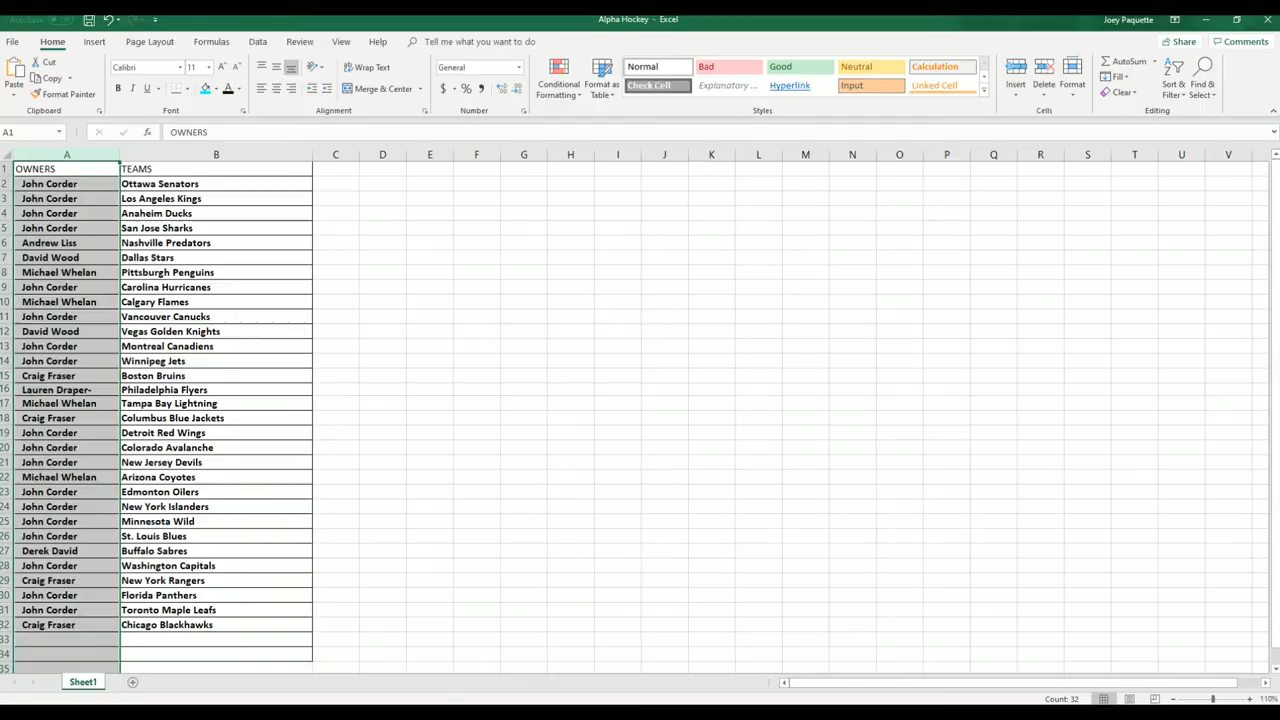 AutoSave
Alpha Hockey - Excel
Joey Paquette
File Home Insert Page Layout Formulas Data Review View Help Tell me what you want to do
Share Comments
Paste
Cut
Copy
Format Painter
Clipboard
Calibri 11
B I U
Font
Wrap Text
Merge & Center
Alignment
General
$ % ,
Number
Conditional Formatting
Format as Table
Normal Bad Good Neutral Calculation
Check Cell Explanatory ... Hyperlink Input Linked Cell
Styles
Insert Delete Format
Cells
AutoSum
Fill
Clear
Sort & Filter
Find & Select
Editing
A1 fx OWNERS
A B C D E F G H I J K L M N O P Q R S T U V
1 OWNERS TEAMS
2 John Corder Ottawa Senators
3 John Corder Los Angeles Kings
4 John Corder Anaheim Ducks
5 John Corder San Jose Sharks
6 Andrew Liss Nashville Predators
7 David Wood Dallas Stars
8 Michael Whelan Pittsburgh Penguins
9 John Corder Carolina Hurricanes
10 Michael Whelan Calgary Flames
11 John Corder Vancouver Canucks
12 David Wood Vegas Golden Knights
13 John Corder Montreal Canadiens
14 John Corder Winnipeg Jets
15 Craig Fraser Boston Bruins
16 Lauren Draper- Philadelphia Flyers
17 Michael Whelan Tampa Bay Lightning
18 Craig Fraser Columbus Blue Jackets
19 John Corder Detroit Red Wings
20 John Corder Colorado Avalanche
21 John Corder New Jersey Devils
22 Michael Whelan Arizona Coyotes
23 John Corder Edmonton Oilers
24 John Corder New York Islanders
25 John Corder Minnesota Wild
26 John Corder St. Louis Blues
27 Derek David Buffalo Sabres
28 John Corder Washington Capitals
29 Craig Fraser New York Rangers
30 John Corder Florida Panthers
31 John Corder Toronto Maple Leafs
32 Craig Fraser Chicago Blackhawks
33
34
35
Sheet1
Count: 32
110%